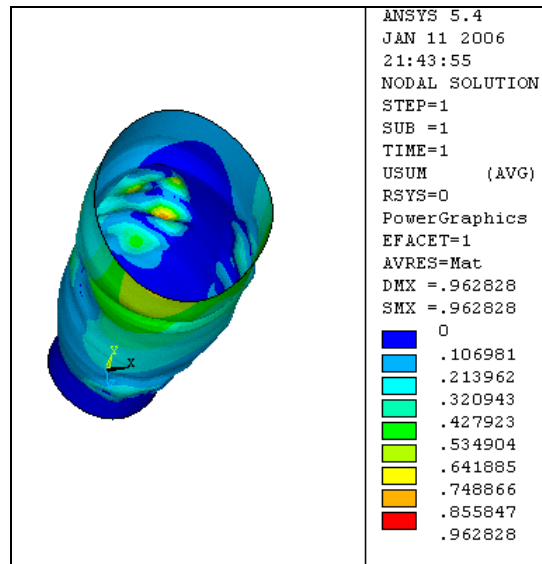 ANSYS 5.4
JAN 11 2006
21:43:55
NODAL SOLUTION
STEP=1
SUB =1
TIME=1
USUM (AVG)
RSYS=0
PowerGraphics
EFACET=1
AVRES=Mat
DMX =.962828
SMX =.962828
0
.106981
.213962
.320943
.427923
.534904
.641885
.748866
.855847
.962828
Y
X